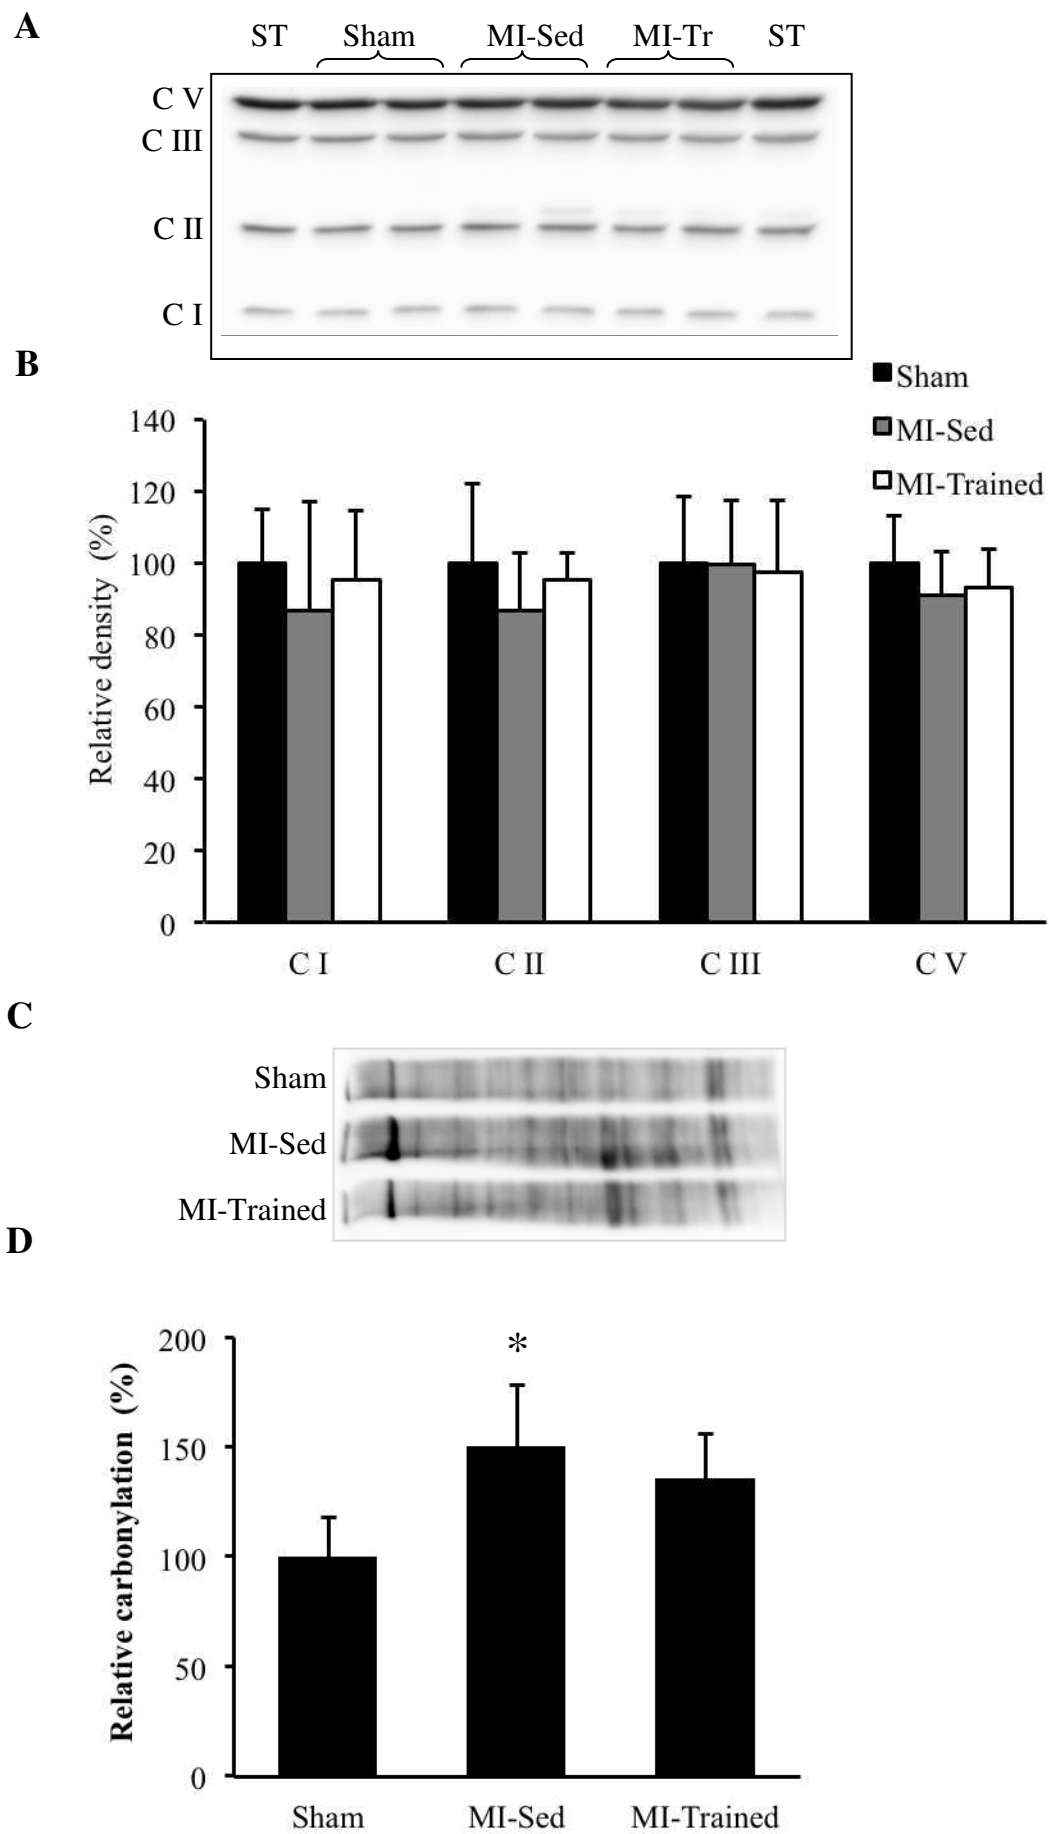 A
ST Sham MI-Sed MI-Tr ST
C V
C III
C II
C I
B
Sham
MI-Sed
MI-Trained
Relative density (%)
140
120
100
80
60
40
20
0
C I C II C III C V
C
Sham
MI-Sed
MI-Trained
D
Relative carbonylation (%)
200
*
150
100
50
0
Sham MI-Sed MI-Trained